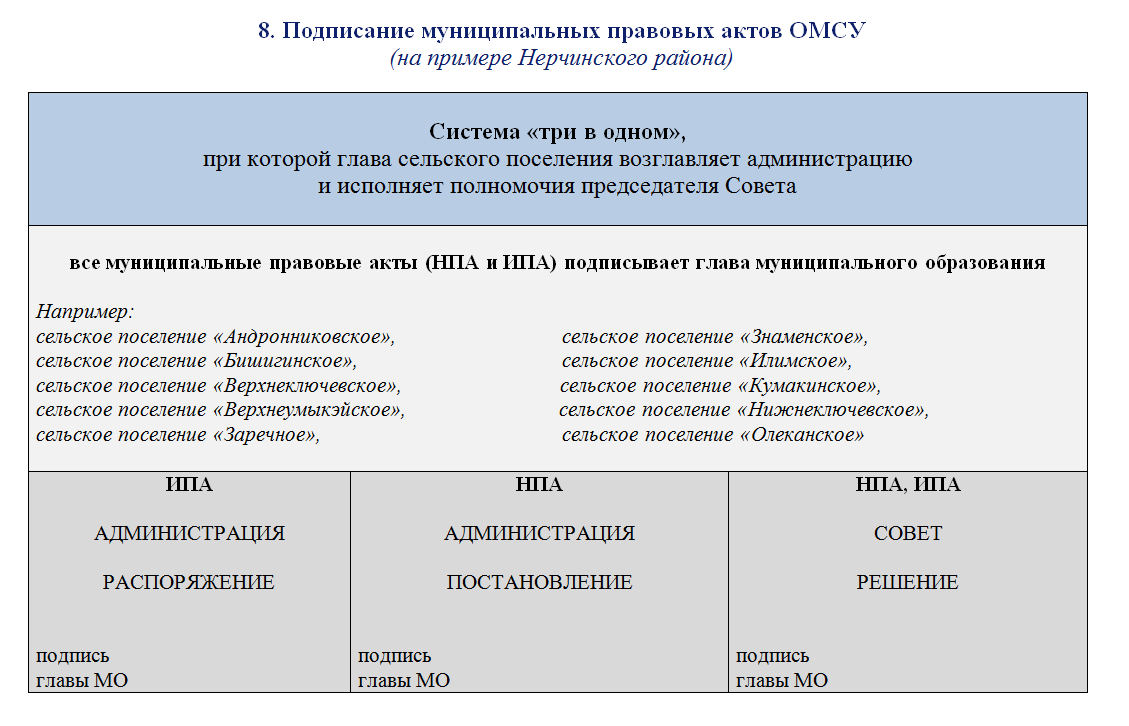 8. Подписание муниципальных правовых актов ОМСУ
(на примере Нерчинского района)
Система «три в одном»,
при которой глава сельского поселения возглавляет администрацию
и исполняет полномочия председателя Совета
все муниципальные правовые акты (НПА и ИПА) подписывает глава муниципального образования
Например:
сельское поселение «Андронниковское», сельское поселение «Знаменское»,
сельское поселение «Бишигинское», сельское поселение «Илимское»,
сельское поселение «Верхнеключевское», сельское поселение «Кумакинское»,
сельское поселение «Верхнеумыкэйское», сельское поселение «Нижнеключевское»,
сельское поселение «Заречное», сельское поселение «Олеканское»
ИПА
АДМИНИСТРАЦИЯ
РАСПОРЯЖЕНИЕ
подпись
главы МО
НПА
АДМИНИСТРАЦИЯ
ПОСТАНОВЛЕНИЕ
подпись
главы МО
НПА, ИПА
СОВЕТ
РЕШЕНИЕ
подпись
главы МО